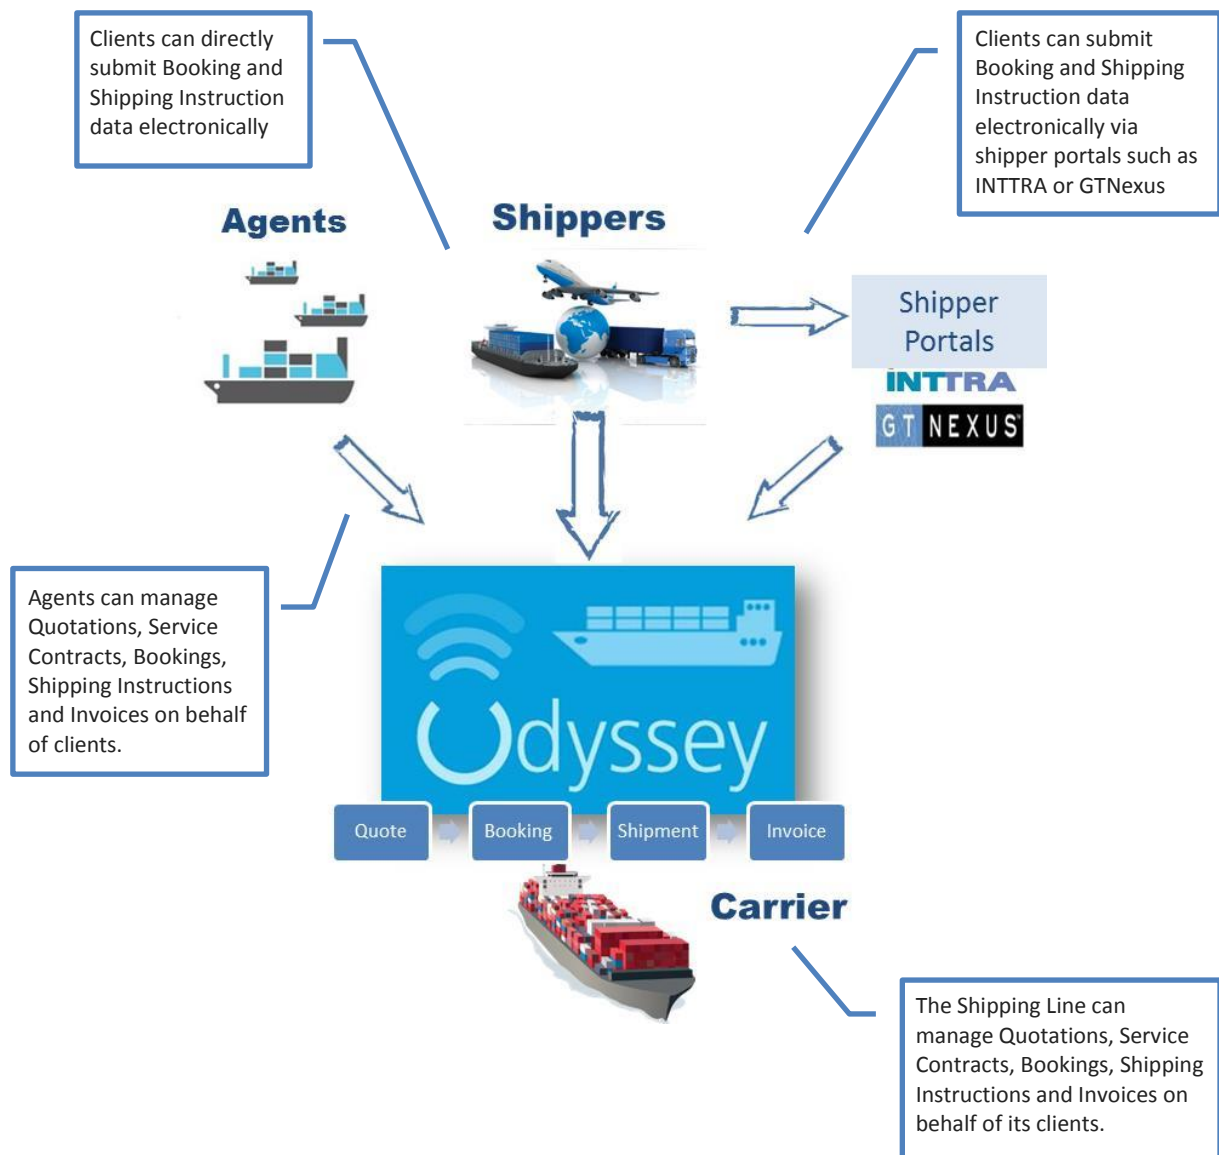 Clients can directly
submit Booking and
Shipping Instruction
data electronically
Clients can submit
Booking and Shipping
Instruction data
electronically via
shipper portals such as
INTTRA or GTNexus
Agents
Shippers
Shipper
Portals
INTTRA
GT NEXUS™
Agents can manage
Quotations, Service
Contracts, Bookings,
Shipping Instructions
and Invoices on behalf
of clients.
Odyssey
Quote
Booking
Shipment
Invoice
Carrier
The Shipping Line can
manage Quotations, Service
Contracts, Bookings, Shipping
Instructions and Invoices on
behalf of its clients.